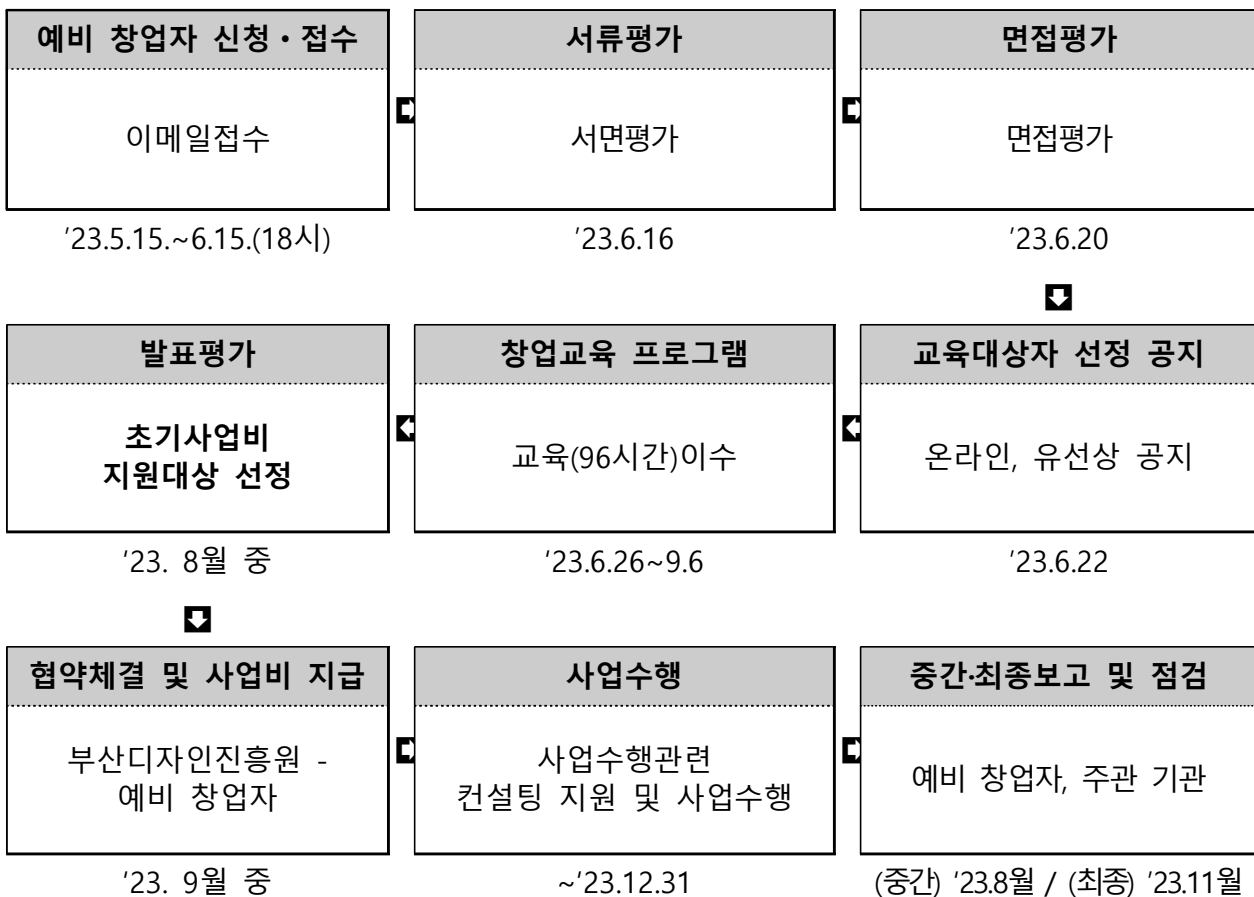 예비 창업자 신청・접수
이메일접수
'23.5.15.~6.15.(18시)
서류평가
서면평가
'23.6.16
면접평가
면접평가
'23.6.20
교육대상자 선정 공지
온라인, 유선상 공지
'23.6.22
창업교육 프로그램
교육(96시간)이수
'23.6.26~9.6
발표평가
초기사업비
지원대상 선정
'23. 8월 중
협약체결 및 사업비 지급
부산디자인진흥원 -
예비 창업자
'23. 9월 중
사업수행
사업수행관련
컨설팅 지원 및 사업수행
~'23.12.31
중간·최종보고 및 점검
예비 창업자, 주관 기관
(중간) '23.8월 / (최종) '23.11월